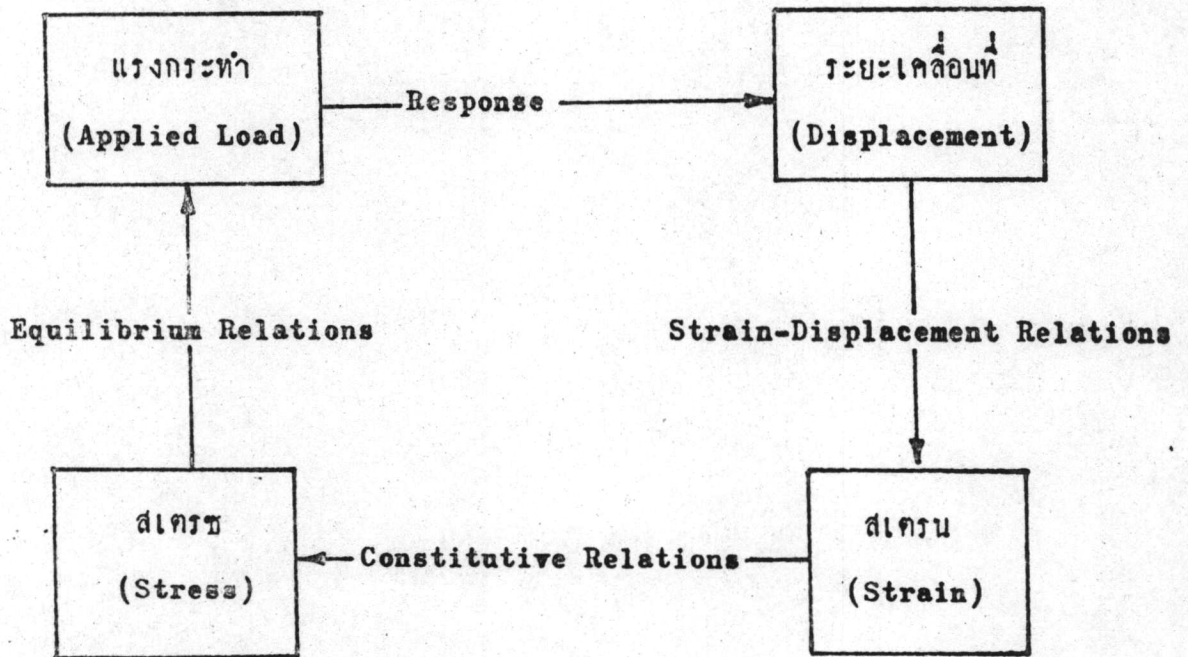 แรงกระทำ
(Applied Load)
Response
ระยะเคลื่อนที่
(Displacement)
Equilibrium Relations
Strain-Displacement Relations
สเตรซ
(Stress)
Constitutive Relations
สเตรน
(Strain)